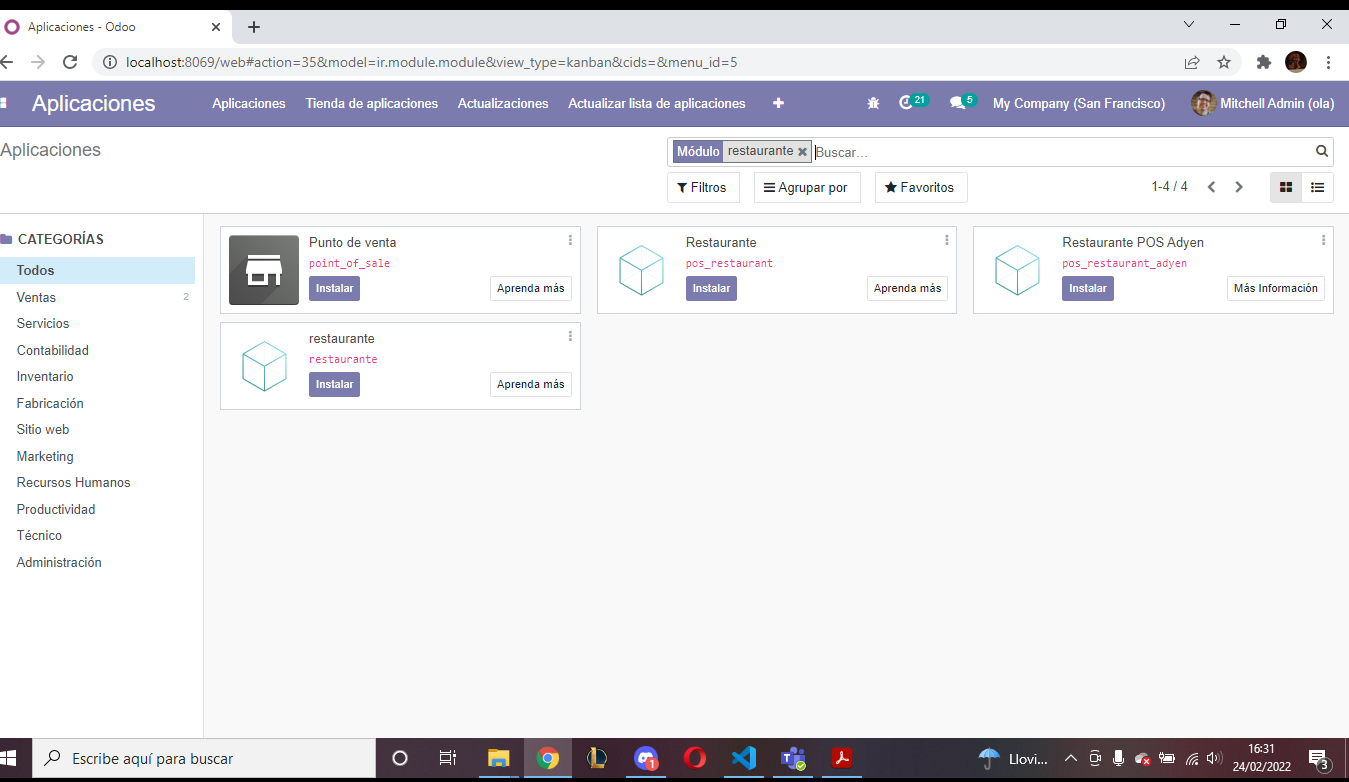 Aplicaciones - Odoo
localhost:8069/web#action=35&model=ir.module.module&view_type=kanban&cids=&menu_id=5
Aplicaciones Aplicaciones Tienda de aplicaciones Actualizaciones Actualizar lista de aplicaciones 21 5 My Company (San Francisco) Mitchell Admin (ola)
Aplicaciones
Módulo restaurante Buscar...
Filtros Agrupar por Favoritos 1-4 / 4
CATEGORÍAS
Todos
Ventas 2
Servicios
Contabilidad
Inventario
Fabricación
Sitio web
Marketing
Recursos Humanos
Productividad
Técnico
Administración
Punto de venta
point_of_sale
Instalar Aprenda más
Restaurante
pos_restaurant
Instalar Aprenda más
Restaurante POS Adyen
pos_restaurant_adyen
Instalar Más Información
restaurante
restaurante
Instalar Aprenda más
Escribe aquí para buscar
1
Llovi...
16:31
24/02/2022
3